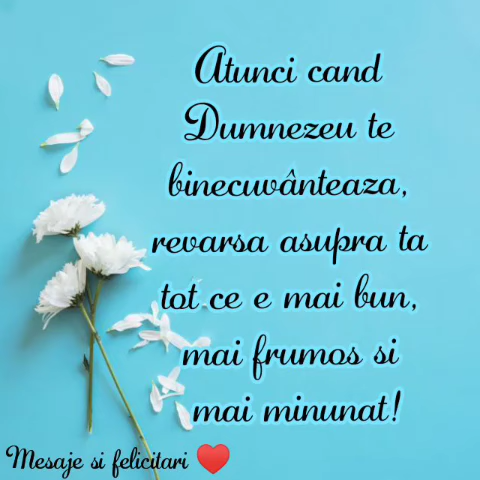 Atunci cand
Dumnezeu te
binecuvânteaza,
revarsa asupra ta
tot ce e mai bun,
mai frumos si
mai minunat!
Mesaje si felicitari ❤️